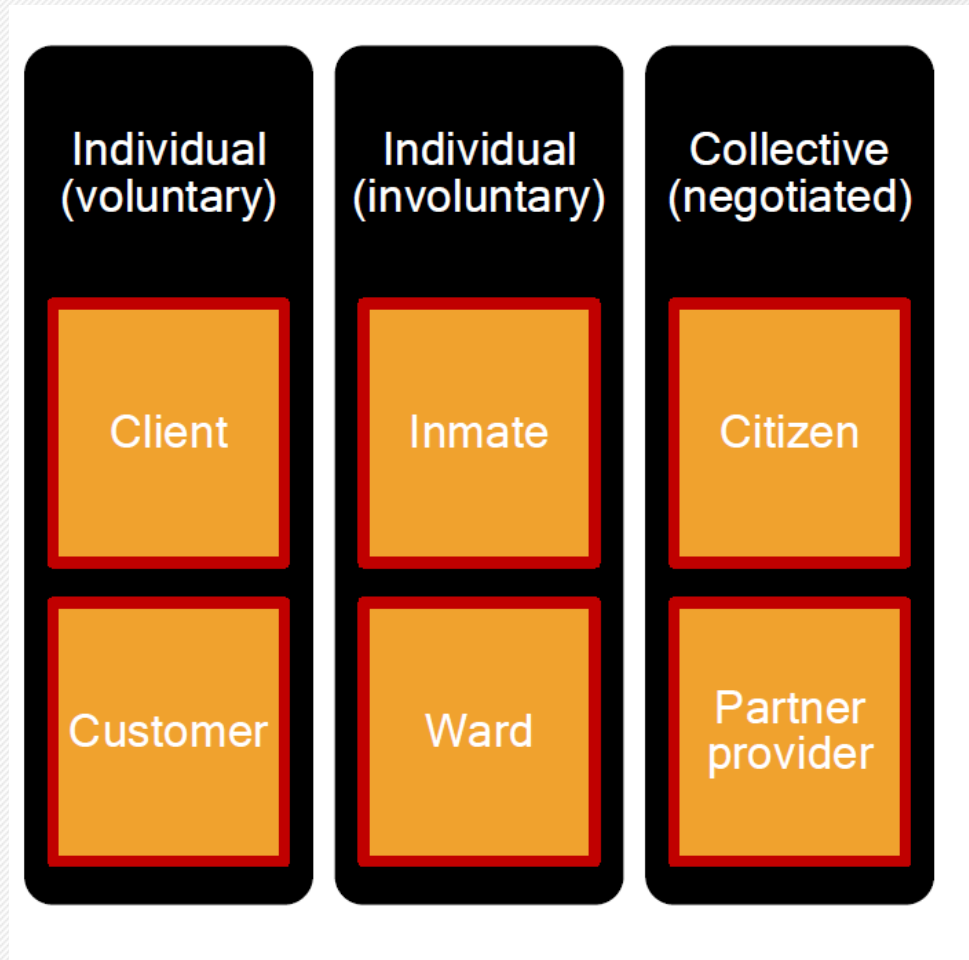 Individual
(voluntary)
Client
Customer
Individual
(involuntary)
Inmate
Ward
Collective
(negotiated)
Citizen
Partner
provider